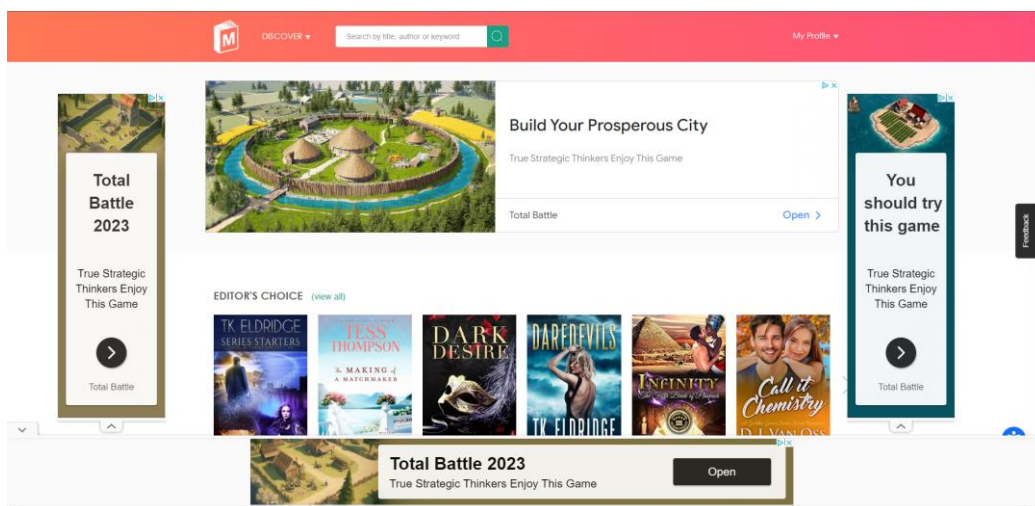 M
DISCOVER
Search by title, author or keyword
My Profile
Total
Battle
2023
True Strategic
Thinkers Enjoy
This Game
Total Battle
Build Your Prosperous City
True Strategic Thinkers Enjoy This Game
Total Battle
Open
You
should try
this game
True Strategic
Thinkers Enjoy
This Game
Total Battle
Feedback
EDITOR'S CHOICE (view all)
TK ELDRIDGE
SERIES STARTERS
TESS
THOMPSON
The MAKING of
A MATCHMAKER
DARK
DESIRE
DAREDEVILS
TK ELDRIDGE
INFINITY
Call it
Chemistry
D.J. VAN OSS
Total Battle 2023
True Strategic Thinkers Enjoy This Game
Open